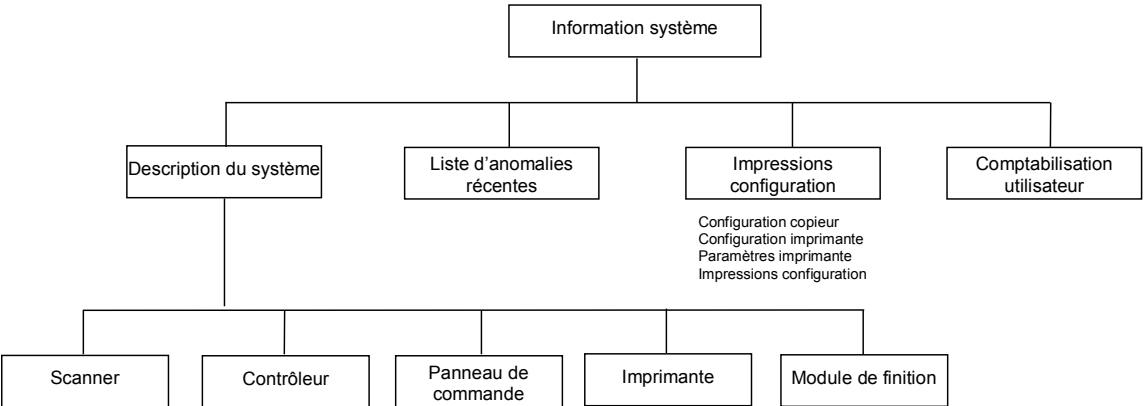 Information système
Description du système
Liste d’anomalies
récentes
Impressions
configuration
Comptabilisation
utilisateur
Configuration copieur
Configuration imprimante
Paramètres imprimante
Impressions configuration
Scanner
Contrôleur
Panneau de
commande
Imprimante
Module de finition